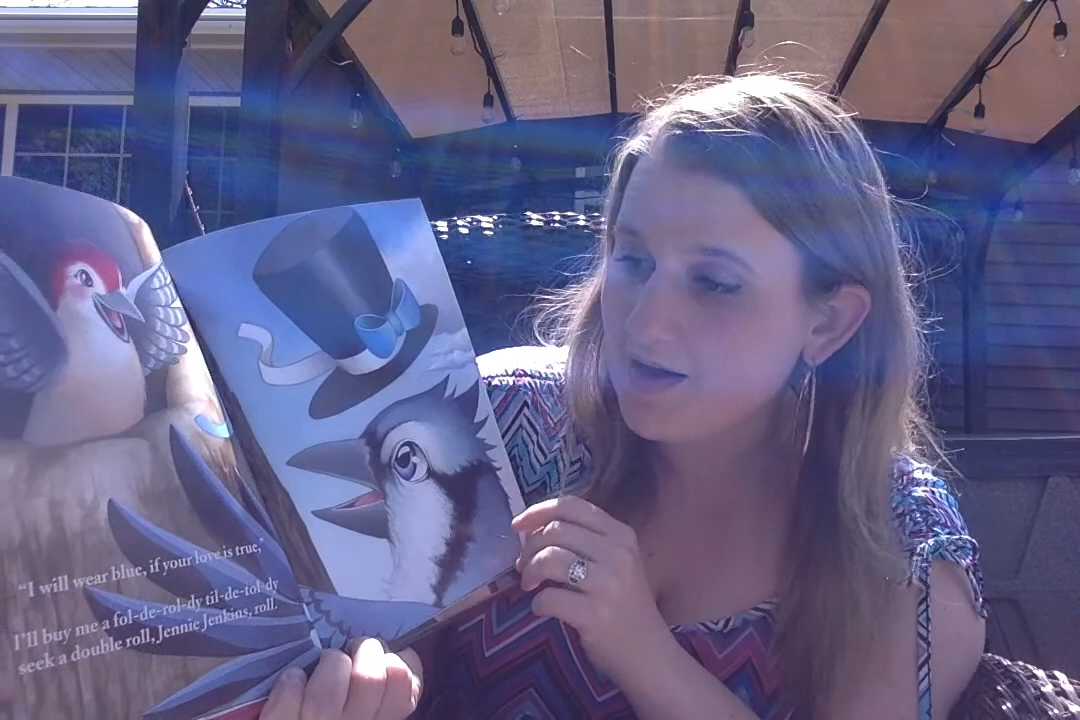 "I will wear blue, if your love is true,"
I'll buy me a fol-de-rol-dy til-de-tol-dy
seek a double roll, Jennie Jenkins, roll.